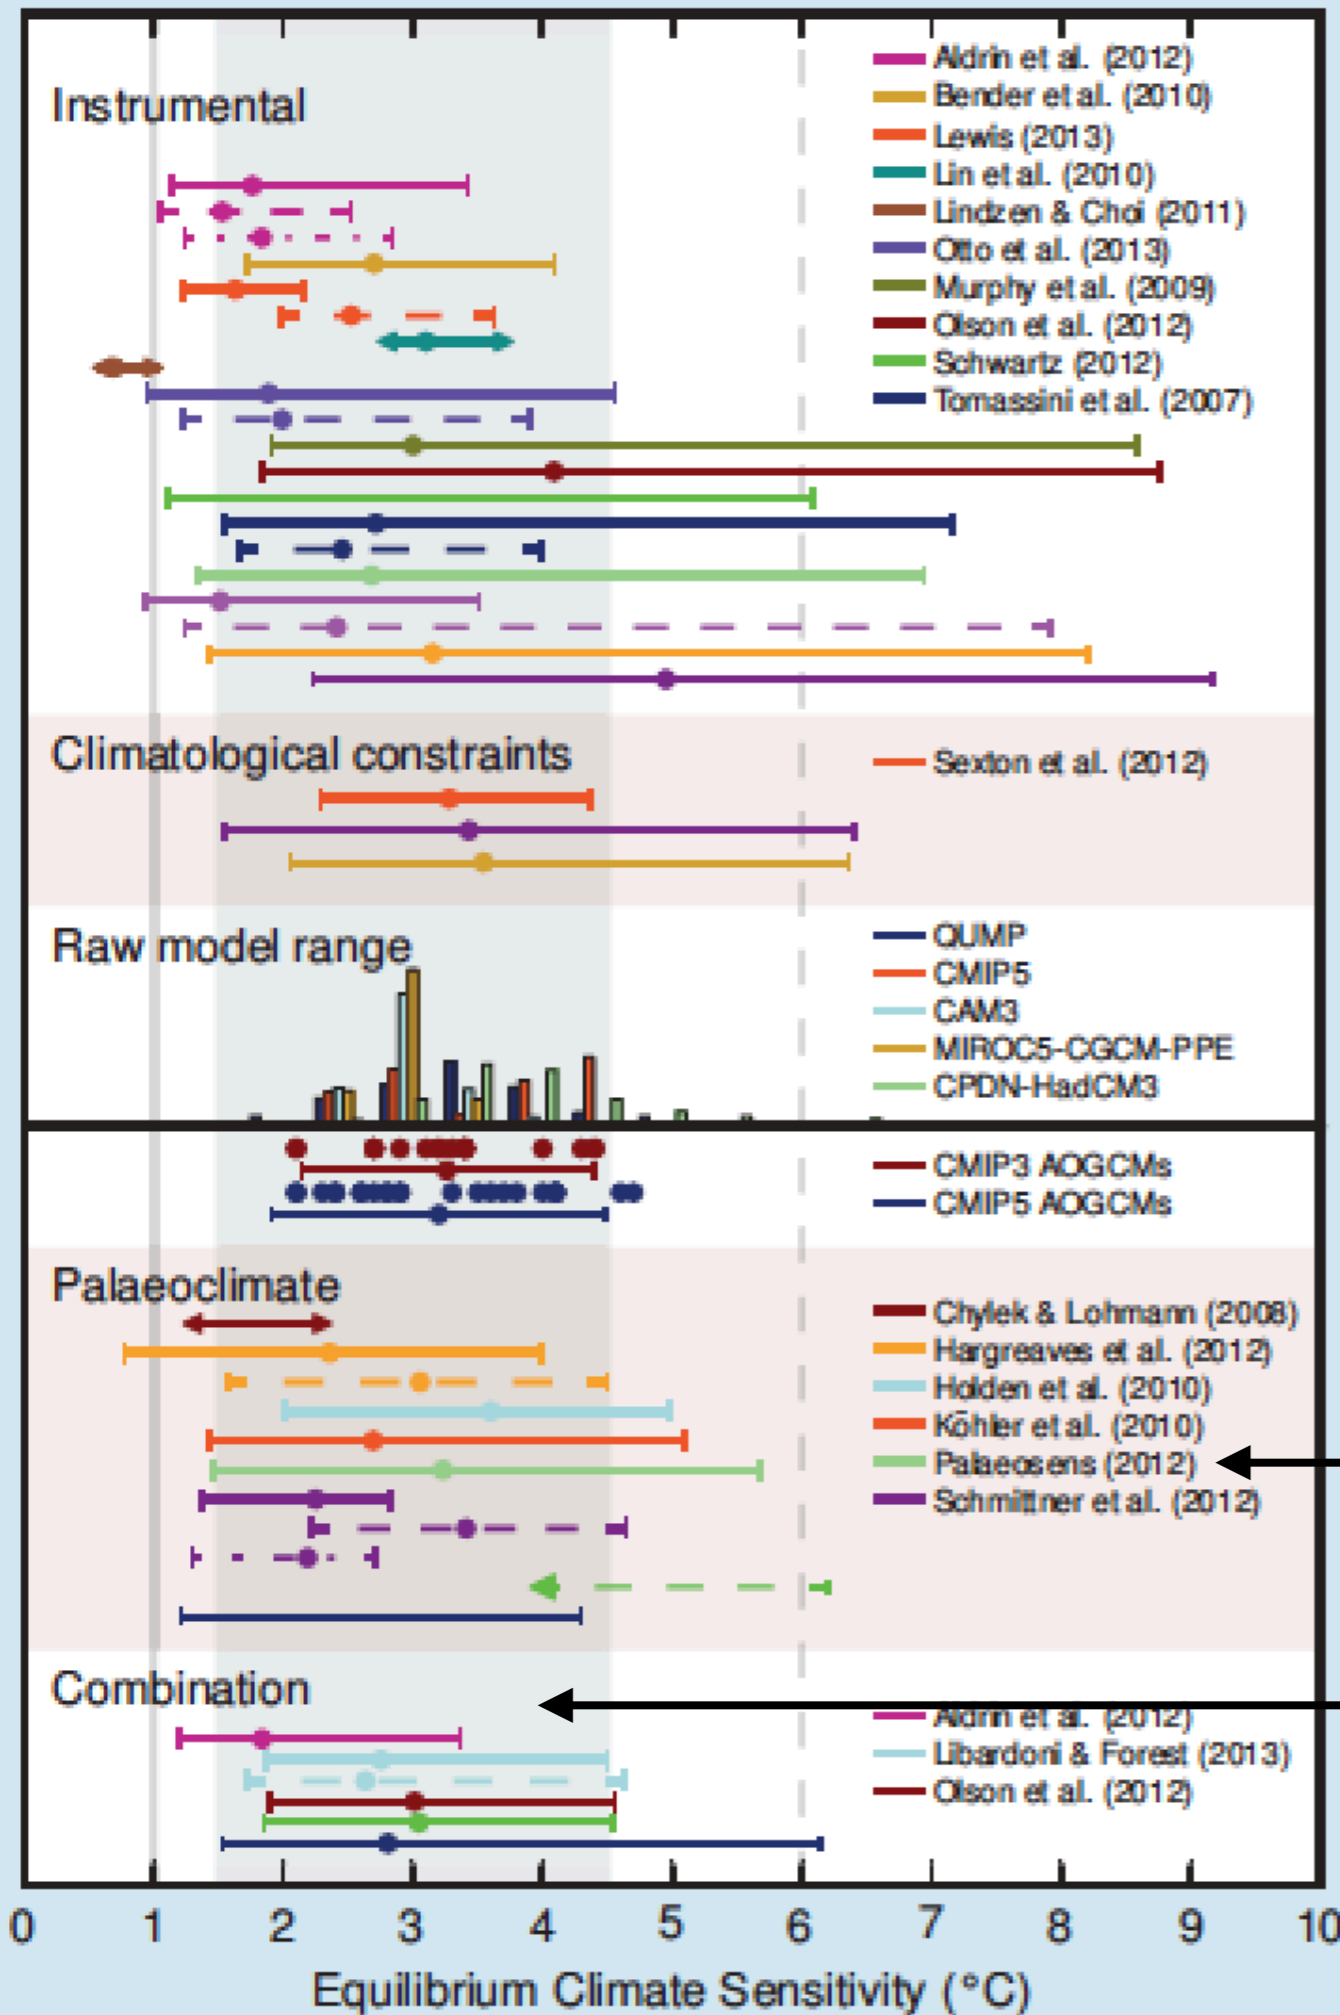 Instrumental
Aldrin et al. (2012)
Bender et al. (2010)
Lewis (2013)
Lin et al. (2010)
Lindzen & Choi (2011)
Otto et al. (2013)
Murphy et al. (2009)
Olson et al. (2012)
Schwartz (2012)
Tomassini et al. (2007)
Climatological constraints
Sexton et al. (2012)
Raw model range
QUMP
CMIP5
CAM3
MIROC5-CGCM-PPE
CPDN-HadCM3
CMIP3 AOGCMs
CMIP5 AOGCMs
Palaeoclimate
Chylek & Lohmann (2008)
Hargreaves et al. (2012)
Holden et al. (2010)
Köhler et al. (2010)
Palaeosens (2012)
Schmittner et al. (2012)
Combination
Aldrin et al. (2012)
Libardoni & Forest (2013)
Olson et al. (2012)
0 1 2 3 4 5 6 7 8 9 10
Equilibrium Climate Sensitivity (°C)